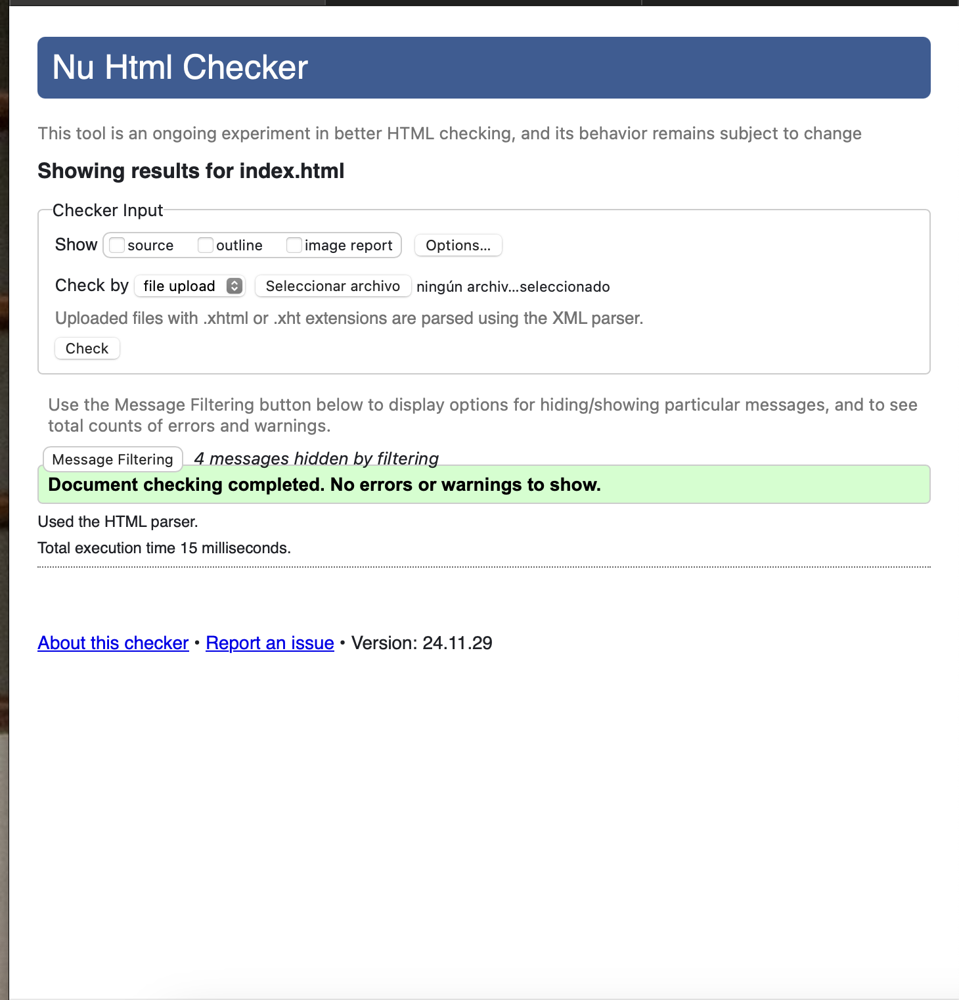 Nu Html Checker
This tool is an ongoing experiment in better HTML checking, and its behavior remains subject to change
Showing results for index.html
Checker Input
Show source outline image report Options...
Check by file upload Seleccionar archivo ningún archiv...seleccionado
Uploaded files with .xhtml or .xht extensions are parsed using the XML parser.
Check
Use the Message Filtering button below to display options for hiding/showing particular messages, and to see
total counts of errors and warnings.
Message Filtering 4 messages hidden by filtering
Document checking completed. No errors or warnings to show.
Used the HTML parser.
Total execution time 15 milliseconds.
About this checker • Report an issue • Version: 24.11.29